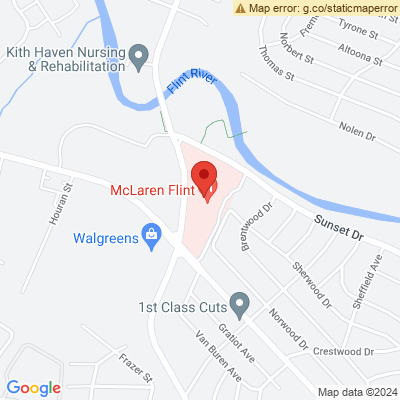 Map error: g.co/staticmaperror
Kith Haven Nursing
& Rehabilitation
Flint River
Tyrone St
Norbert St
Altoona St
Thomas St
Nolen Dr
McLaren Flint
Houran St
Walgreens
Brentwood Dr
Sunset Dr
Sherwood Dr
Sheffield Ave
1st Class Cuts
Norwood Dr
Gratiot Ave
Van Buren Ave
Crestwood Dr
Frazer St
Google
Map data ©2024